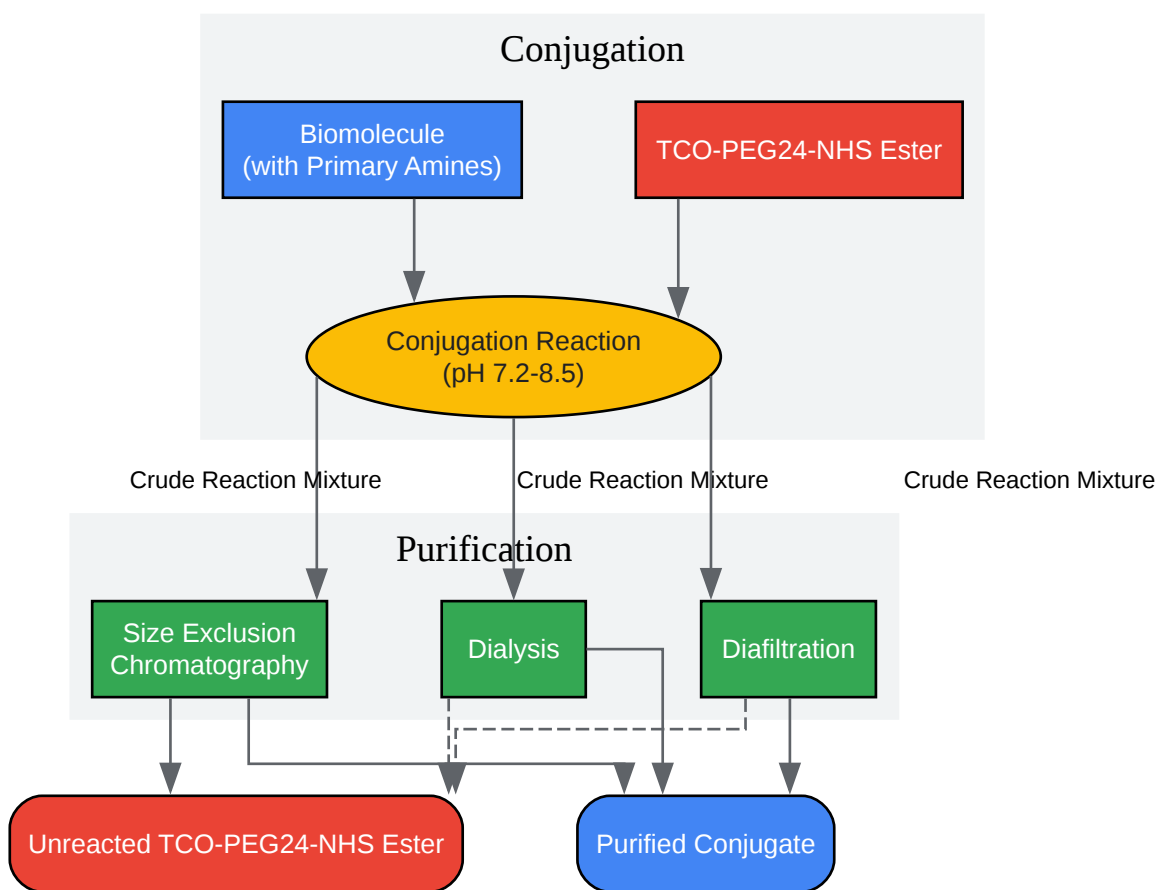 Conjugation
Biomolecule
(with Primary Amines)
TCO-PEG24-NHS Ester
Conjugation Reaction
(pH 7.2-8.5)
Crude Reaction Mixture
Crude Reaction Mixture
Crude Reaction Mixture
Purification
Size Exclusion
Chromatography
Dialysis
Diafiltration
Unreacted TCO-PEG24-NHS Ester
Purified Conjugate